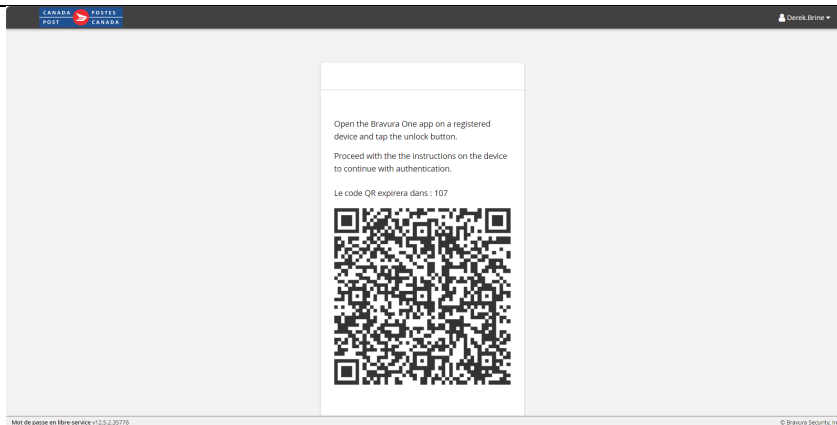 CANADA POSTES
POST CANADA
Derek.Brine
Open the Bravura One app on a registered
device and tap the unlock button.
Proceed with the the instructions on the device
to continue with authentication.
Le code QR expirera dans : 107
Mot de passe en libre-service v12.5.2.35776
© Bravura Security, In